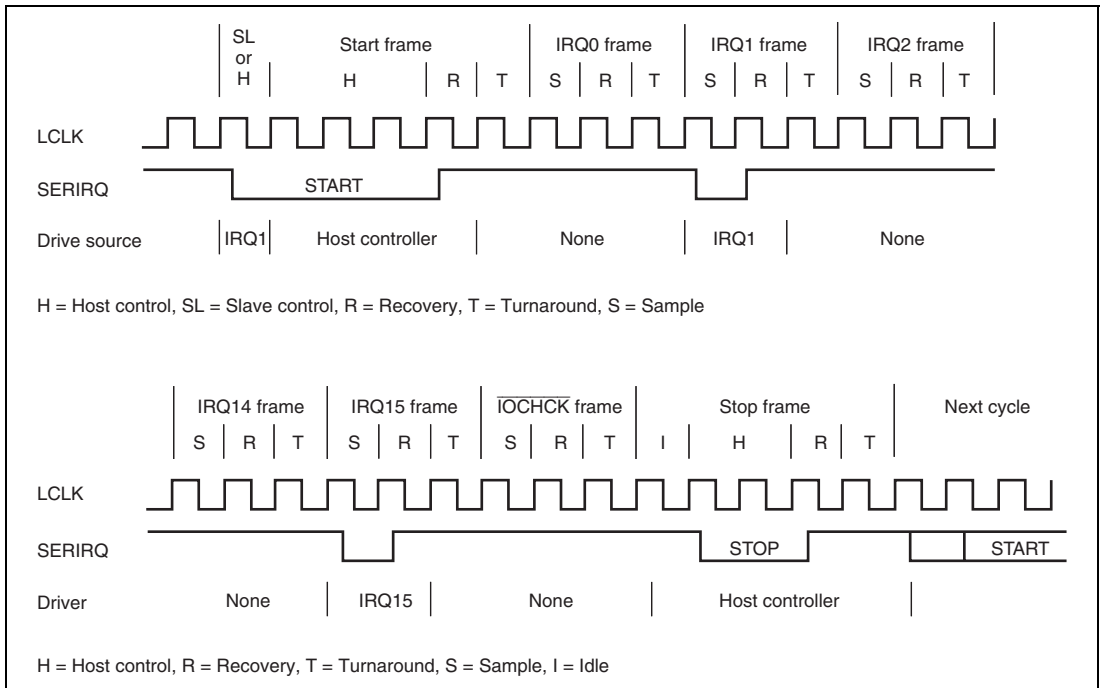 SL
or
H
Start frame
IRQ0 frame
IRQ1 frame
IRQ2 frame
H R T S R T S R T S R T
LCLK
SERIRQ
START
Drive source
IRQ1
Host controller
None
IRQ1
None
H = Host control, SL = Slave control, R = Recovery, T = Turnaround, S = Sample
IRQ14 frame
IRQ15 frame
IOCHCK frame
Stop frame
Next cycle
S R T S R T S R T I H R T
LCLK
SERIRQ
STOP
START
Driver
None
IRQ15
None
Host controller
H = Host control, R = Recovery, T = Turnaround, S = Sample, I = Idle